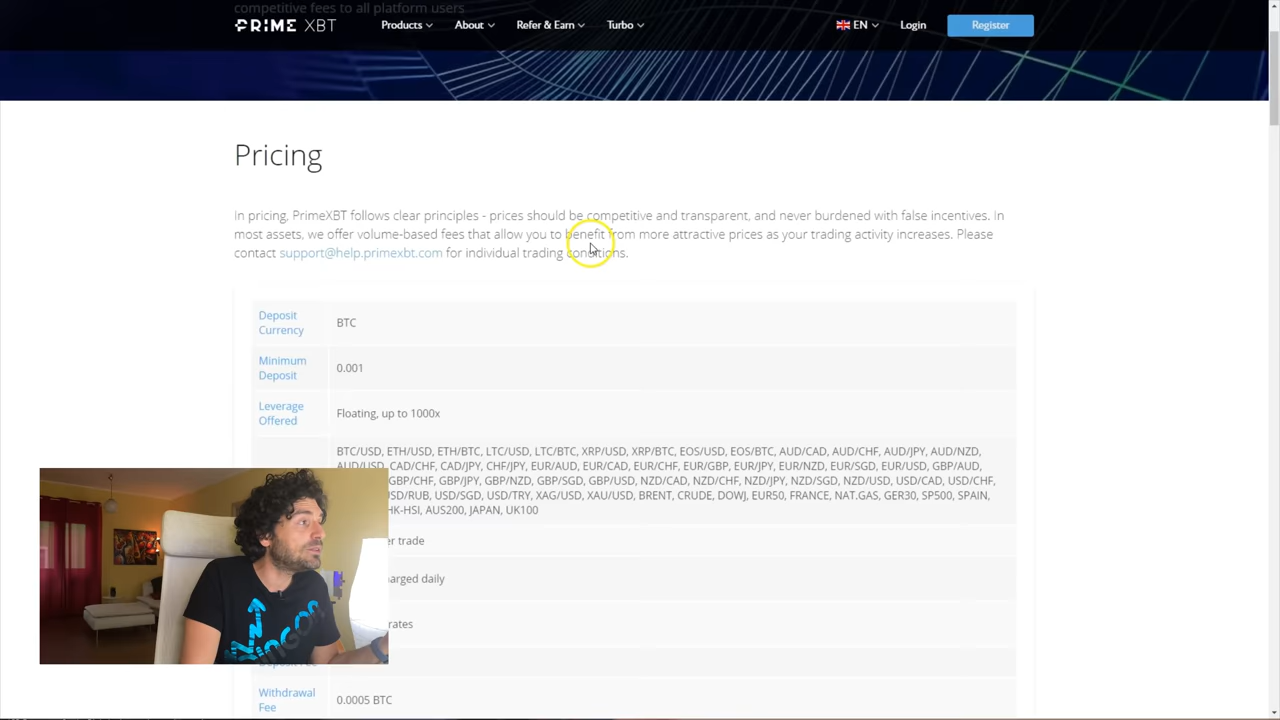 competitive fees to all platform users
PRIME XBT Products About Refer & Earn Turbo EN Login Register
Pricing
In pricing, PrimeXBT follows clear principles - prices should be competitive and transparent, and never burdened with false incentives. In
most assets, we offer volume-based fees that allow you to benefit from more attractive prices as your trading activity increases. Please
contact support@help.primexbt.com for individual trading conditions.
Deposit
Currency
BTC
Minimum
Deposit
0.001
Leverage
Offered
Floating, up to 1000x
BTC/USD, ETH/USD, ETH/BTC, LTC/USD, LTC/BTC, XRP/USD, XRP/BTC, EOS/USD, EOS/BTC, AUD/CAD, AUD/CHF, AUD/JPY, AUD/NZD,
AUD/USD, CAD/CHF, CAD/JPY, CHF/JPY, EUR/AUD, EUR/CAD, EUR/CHF, EUR/GBP, EUR/JPY, EUR/NZD, EUR/SGD, EUR/USD, GBP/AUD,
GBP/CHF, GBP/JPY, GBP/NZD, GBP/SGD, GBP/USD, NZD/CAD, NZD/CHF, NZD/JPY, NZD/SGD, NZD/USD, USD/CAD, USD/CHF,
SD/RUB, USD/SGD, USD/TRY, XAG/USD, XAU/USD, BRENT, CRUDE, DOWJ, EUR50, FRANCE, NAT.GAS, GER30, SP500, SPAIN,
HK-HSI, AUS200, JAPAN, UK100
er trade
arged daily
rates
Withdrawal
Fee
0.0005 BTC